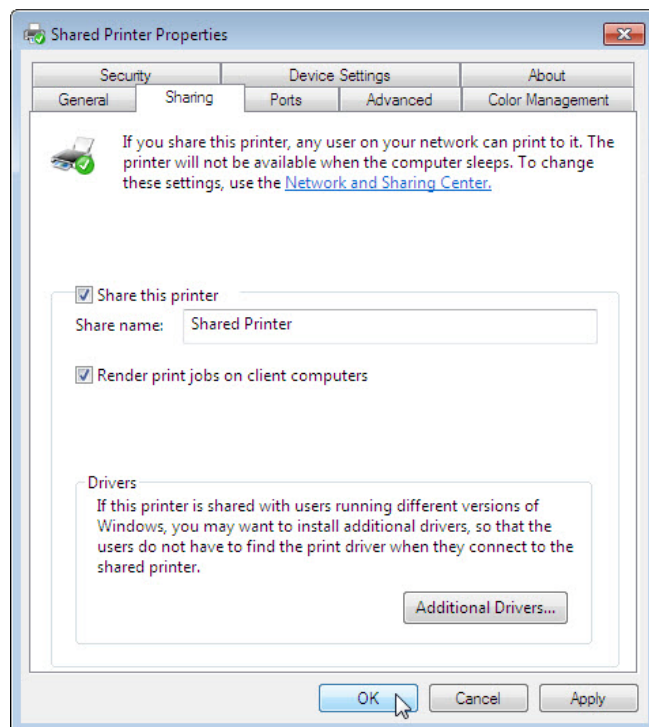 Shared Printer Properties
Security Device Settings About
General Sharing Ports Advanced Color Management
If you share this printer, any user on your network can print to it. The
printer will not be available when the computer sleeps. To change
these settings, use the Network and Sharing Center.
Share this printer
Share name: Shared Printer
Render print jobs on client computers
Drivers
If this printer is shared with users running different versions of
Windows, you may want to install additional drivers, so that the
users do not have to find the print driver when they connect to the
shared printer.
Additional Drivers...
OK Cancel Apply